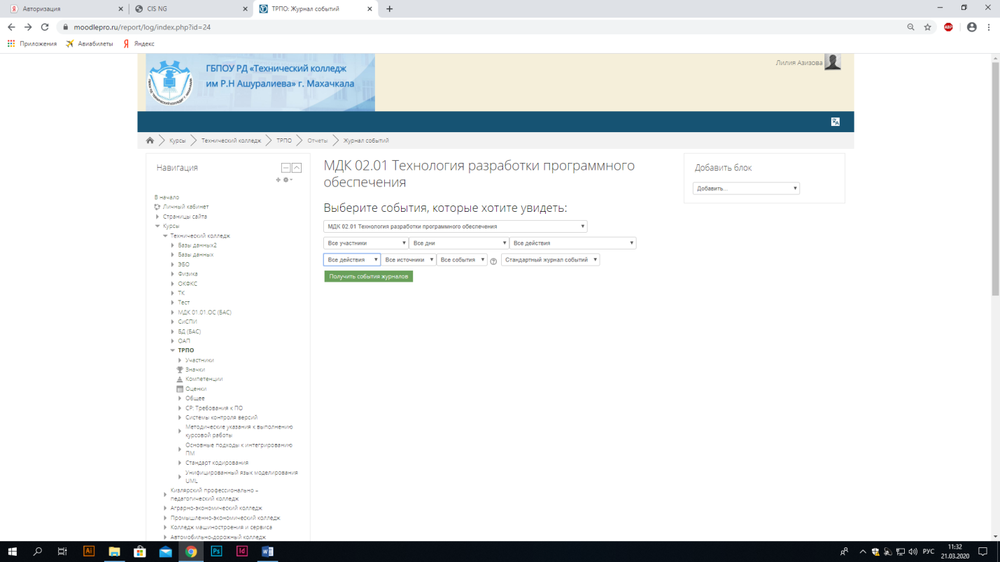 Авторизация
CIS NG
ТРПО: Журнал событий
moodlepro.ru/report/log/index.php?id=24
ABP
Приложения
Авиабилеты
Яндекс
ГБПОУ РД «Технический колледж
им Р.Н Ашуралиева» г. Махачкала
Лилия Азизова
Курсы
Технический колледж
ТРПО
Отчеты
Журнал событий
Навигация
В начало
Личный кабинет
Страницы сайта
Курсы
Технический колледж
Базы данных2
Базы данных
ЭБО
Физика
ОКФКС
ТК
Тест
МДК 01.01.ОС (БАС)
СиСПИ
БД (БАС)
ОАП
ТРПО
Участники
Значки
Компетенции
Оценки
Общее
СР: Требования к ПО
Системы контроля версий
Методические указания к выполнению
курсовой работы
Основные подходы к интегрированию
ПМ
Стандарт кодирования
Унифицированный язык моделирования
UML
Кизлярский профессионально –
педагогический колледж
Аграрно-экономический колледж
Промышленно-экономический колледж
Колледж машиностроения и сервиса
Автомобильно-дорожный колледж
МДК 02.01 Технология разработки программного
обеспечения
Выберите события, которые хотите увидеть:
МДК 02.01 Технология разработки программного обеспечения
Все участники
Все дни
Все действия
Все действия
Все источники
Все события
Стандартный журнал событий
Получить события журналов
Добавить блок
Добавить...
Ai
Ps
Id
РУС
11:32
21.03.2020